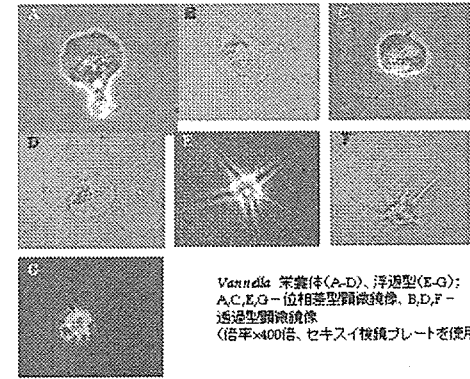 A
B
C
D
E
F
G
Vannella 栄養体(A-D)、浮遊型(E-G);
A,C,E,G－位相差型顕微鏡像、B,D,F－
透過型顕微鏡像
(倍率×400倍、セキスイ検鏡プレートを使用